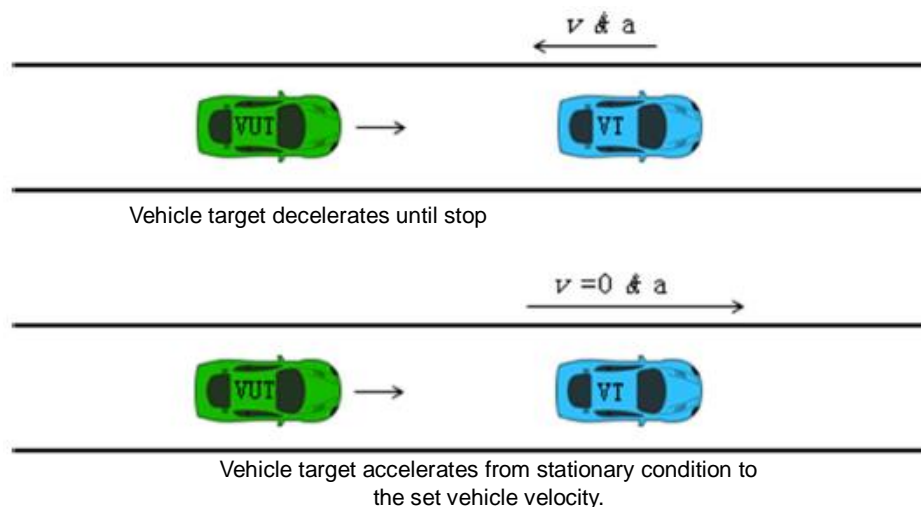 v & a
VUT
VT
Vehicle target decelerates until stop
v =0 & a
VUT
VT
Vehicle target accelerates from stationary condition to
the set vehicle velocity.